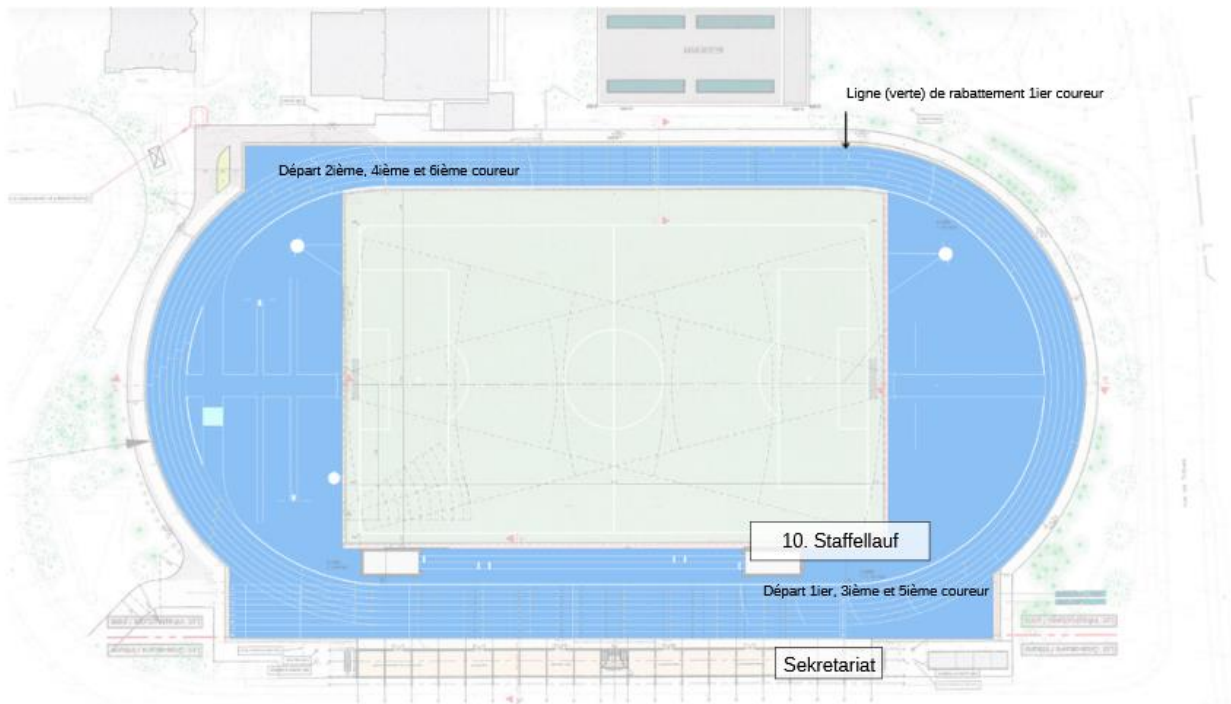 Ligne (verte) de rabattement 1ier coureur
Départ 2ième, 4ième et 6ième coureur
10. Staffellauf
Départ 1ier, 3ième et 5ième coureur
Sekretariat